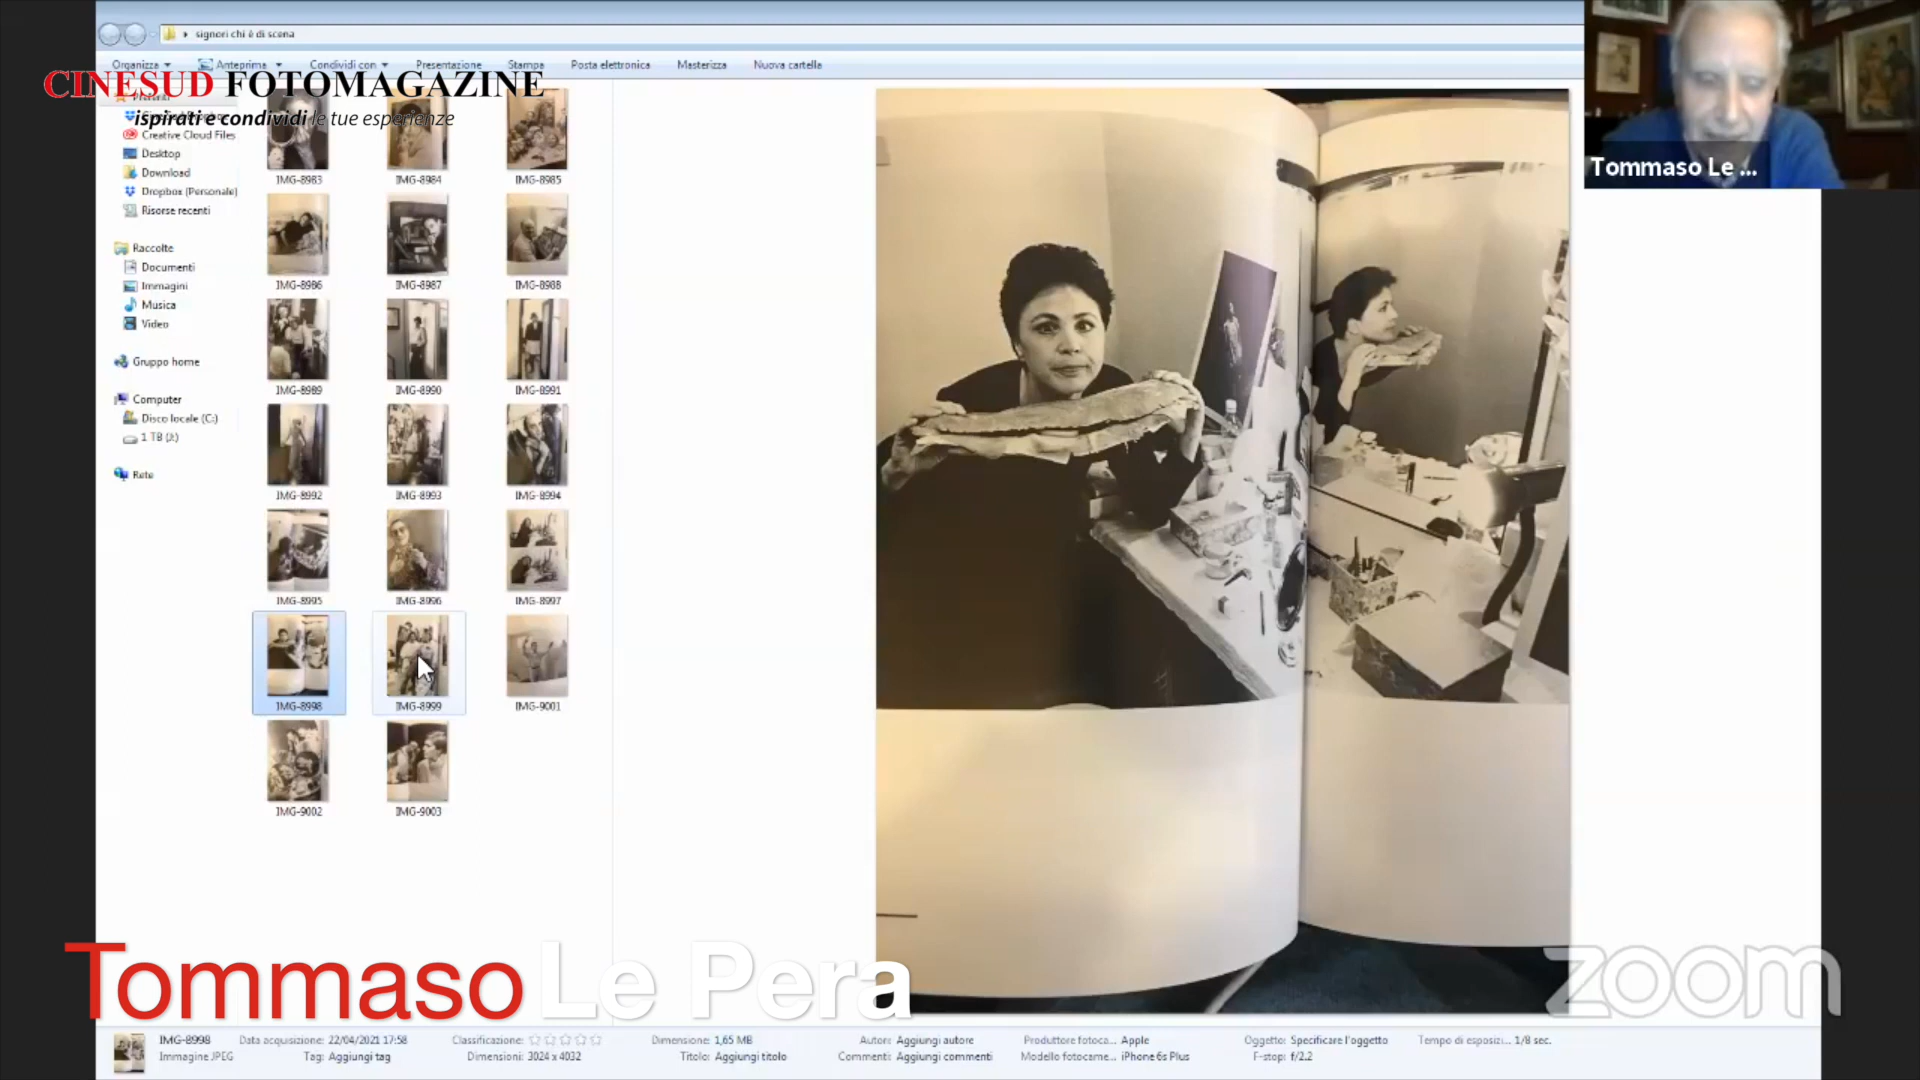 signori chi è di scena
Organizza Anteprima Condividi con Presentazione Stampa Posta elettronica Masterizza Nuova cartella
CINESUD FOTOMAGAZINE
ispirati e condividi le tue esperienze
Creative Cloud Files
Desktop
Download
Dropbox (Personale)
Risorse recenti
Raccolte
Documenti
Immagini
Musica
Video
Gruppo home
Computer
Disco locale (C:)
1 TB (J:)
Rete
IMG-8983 IMG-8984 IMG-8985
IMG-8986 IMG-8987 IMG-8988
IMG-8989 IMG-8990 IMG-8991
IMG-8992 IMG-8993 IMG-8994
IMG-8995 IMG-8996 IMG-8997
IMG-8998 IMG-8999 IMG-9001
IMG-9002 IMG-9003
Tommaso Le ...
Tommaso Le Pera
zoom
IMG-8998 Data acquisizione: 22/04/2021 17:58 Classificazione: Dimensione: 1,65 MB Autore: Aggiungi autore Produttore fotoca... Apple Oggetto: Specificare l'oggetto Tempo di esposizi... 1/8 sec.
Immagine JPEG Tag: Aggiungi tag Dimensioni: 3024 x 4032 Titolo: Aggiungi titolo Commenti: Aggiungi commenti Modello fotocame... iPhone 6s Plus F-stop: f/2.2